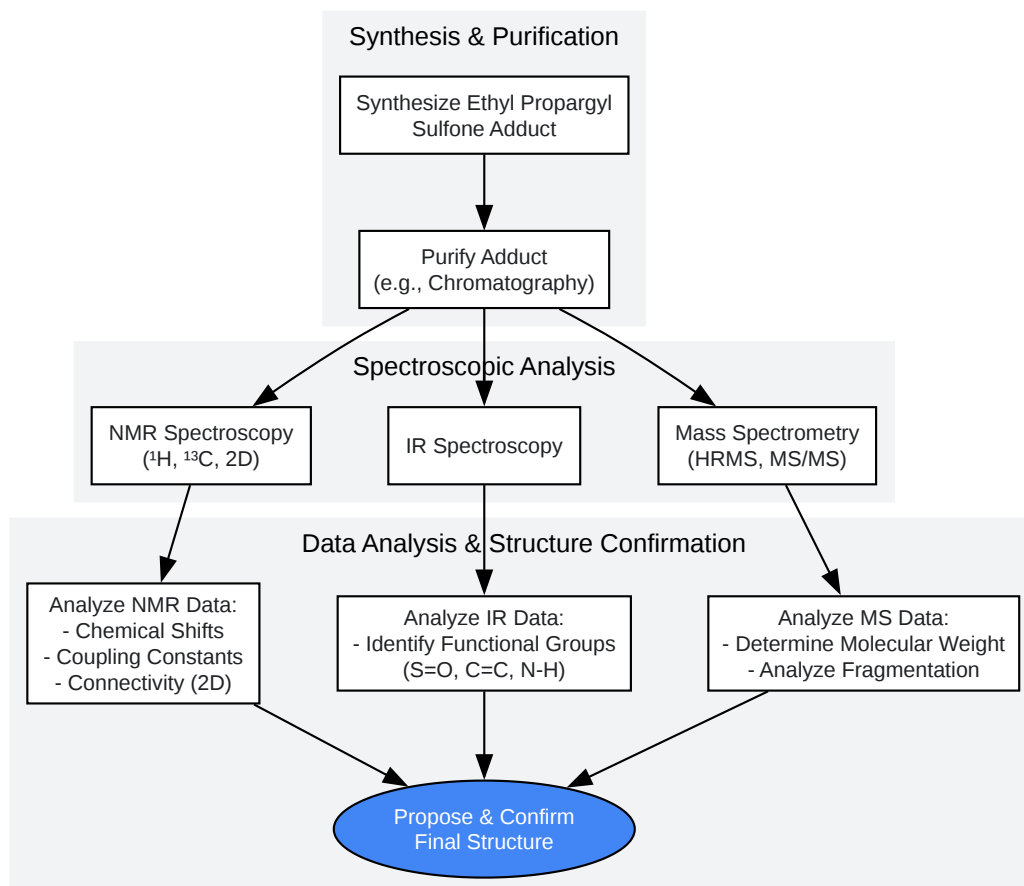 Synthesis & Purification
Synthesize Ethyl Propargyl
Sulfone Adduct
Purify Adduct
(e.g., Chromatography)
Spectroscopic Analysis
NMR Spectroscopy
(¹H, ¹³C, 2D)
IR Spectroscopy
Mass Spectrometry
(HRMS, MS/MS)
Data Analysis & Structure Confirmation
Analyze NMR Data:
- Chemical Shifts
- Coupling Constants
- Connectivity (2D)
Analyze IR Data:
- Identify Functional Groups
(S=O, C=C, N-H)
Analyze MS Data:
- Determine Molecular Weight
- Analyze Fragmentation
Propose & Confirm
Final Structure